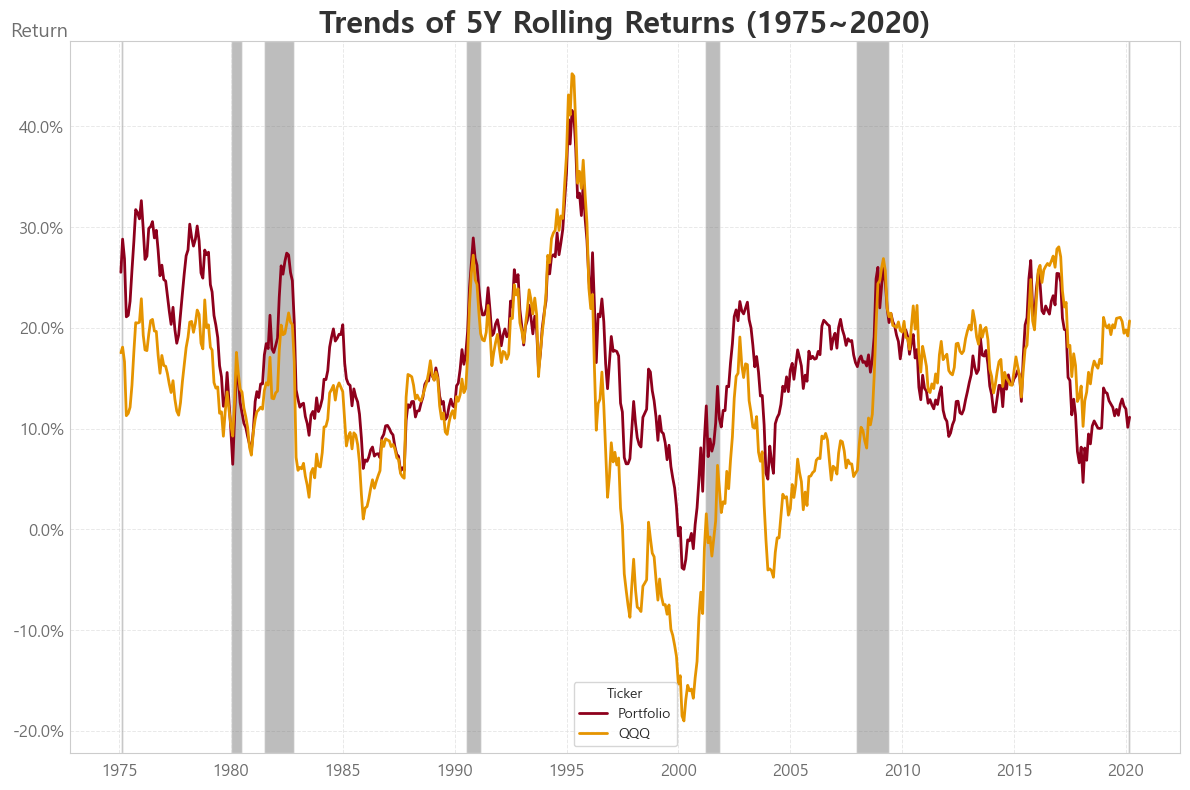 Trends of 5Y Rolling Returns (1975~2020)
Return
40.0%
30.0%
20.0%
10.0%
0.0%
-10.0%
-20.0%
Ticker
Portfolio
QQQ
1975 1980 1985 1990 1995 2000 2005 2010 2015 2020